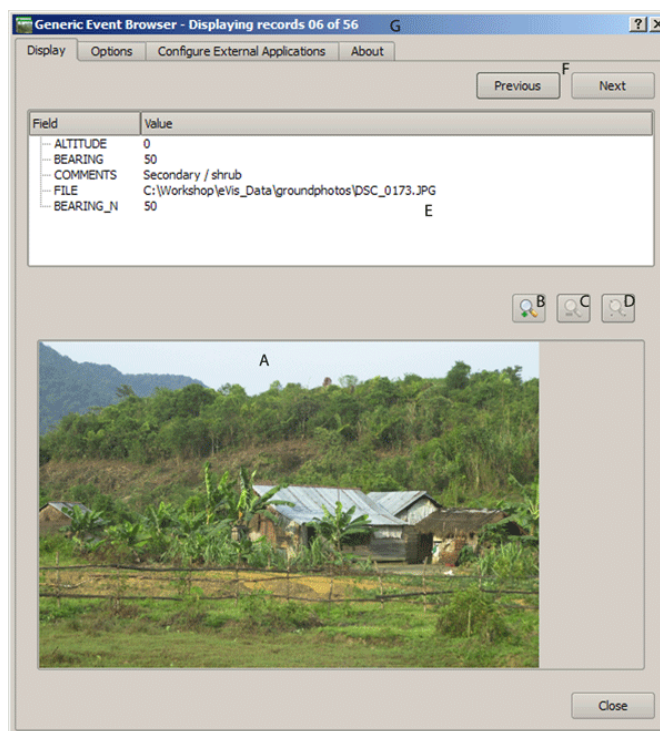 Generic Event Browser - Displaying records 06 of 56 G
? X
Display Options Configure External Applications About
F
Previous Next
Field Value
ALTITUDE 0
BEARING 50
COMMENTS Secondary / shrub
FILE C:\Workshop\eVis_Data\groundphotos\DSC_0173.JPG
BEARING_N 50
E
B C D
A
Close